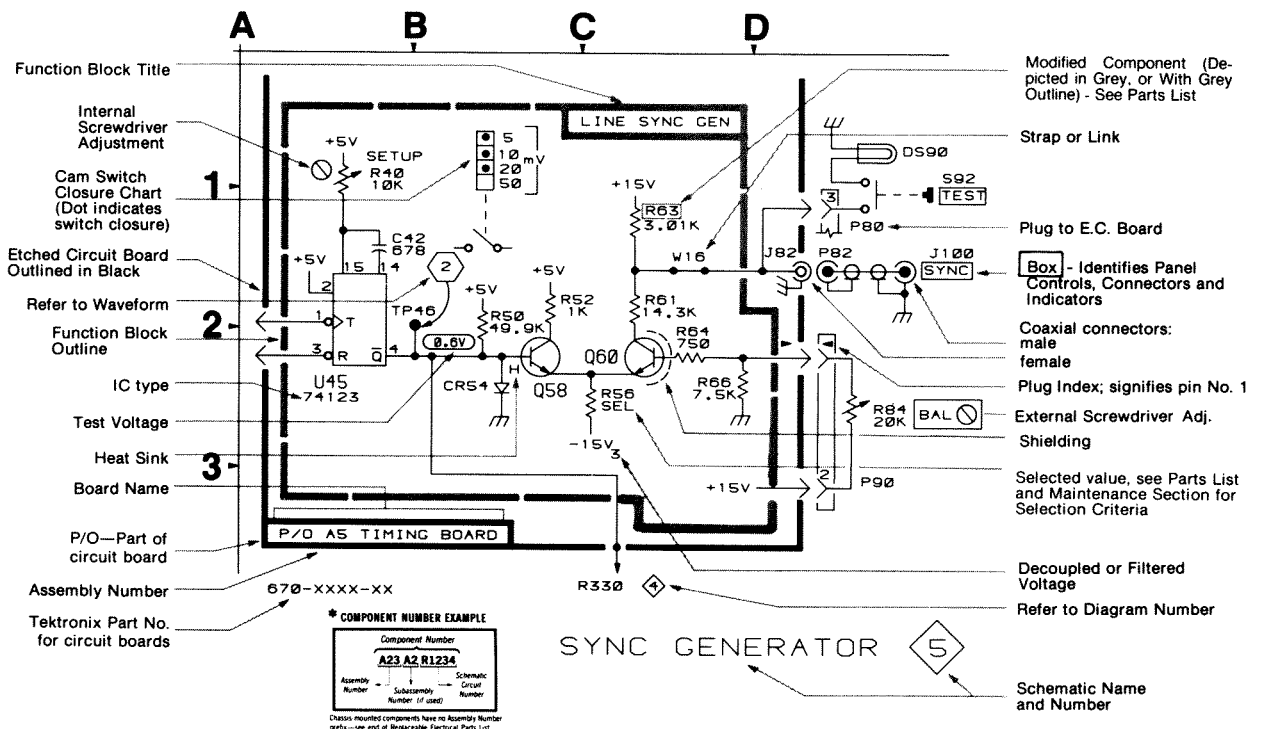 A
B
C
D
Function Block Title
Internal
Screwdriver
Adjustment
Cam Switch
Closure Chart
(Dot indicates
switch closure)
Etched Circuit Board
Outlined in Black
Refer to Waveform
Function Block
Outline
IC type
Test Voltage
Heat Sink
Board Name
P/O—Part of
circuit board
Assembly Number
Tektronix Part No.
for circuit boards
1
2
3
LINE SYNC GEN
+5V
SETUP
R40
10K
5
10
20
50
mV
C42
678
+5V
15
14
2
1
T
3
R
Q̅
4
U45
74123
2
TP46
0.6V
+5V
R50
49.9K
CR54
H
+5V
R52
1K
Q58
Q60
+15V
R63
3.01K
W16
R61
14.3K
R64
750
R66
7.5K
R56
SEL
-15V
3
+15V
P/O A5 TIMING BOARD
670-XXXX-XX
R330
4
DS90
S92
TEST
3
P80
J82
P82
J100
SYNC
R84
20K
BAL
2
P90
Modified Component (De-
picted in Grey, or With Grey
Outline) - See Parts List
Strap or Link
Plug to E.C. Board
Box - Identifies Panel
Controls, Connectors and
Indicators
Coaxial connectors:
male
female
Plug Index; signifies pin No. 1
External Screwdriver Adj.
Shielding
Selected value, see Parts List
and Maintenance Section for
Selection Criteria
Decoupled or Filtered
Voltage
Refer to Diagram Number
Schematic Name
and Number
SYNC GENERATOR
5
* COMPONENT NUMBER EXAMPLE
Component Number
A23 A2 R1234
Assembly
Number
Subassembly
Number (if used)
Schematic
Circuit
Number
Chassis mounted components have no Assembly Number
prefix—see end of Replaceable Electrical Parts List